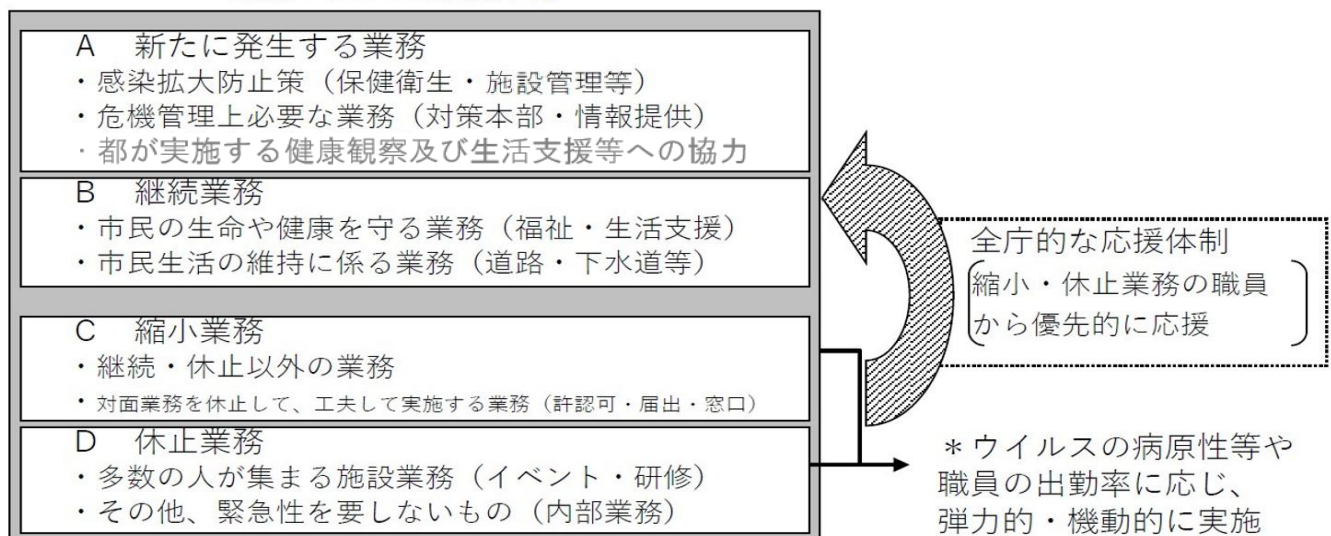 A　新たに発生する業務
・感染拡大防止策（保健衛生・施設管理等）
・危機管理上必要な業務（対策本部・情報提供）
・都が実施する健康観察及び生活支援等への協力
B　継続業務
・市民の生命や健康を守る業務（福祉・生活支援）
・市民生活の維持に係る業務（道路・下水道等）
C　縮小業務
・継続・休止以外の業務
・対面業務を休止して、工夫して実施する業務（許認可・届出・窓口）
D　休止業務
・多数の人が集まる施設業務（イベント・研修）
・その他、緊急性を要しないもの（内部業務）
全庁的な応援体制
縮小・休止業務の職員
から優先的に応援
＊ウイルスの病原性等や
職員の出勤率に応じ、
弾力的・機動的に実施